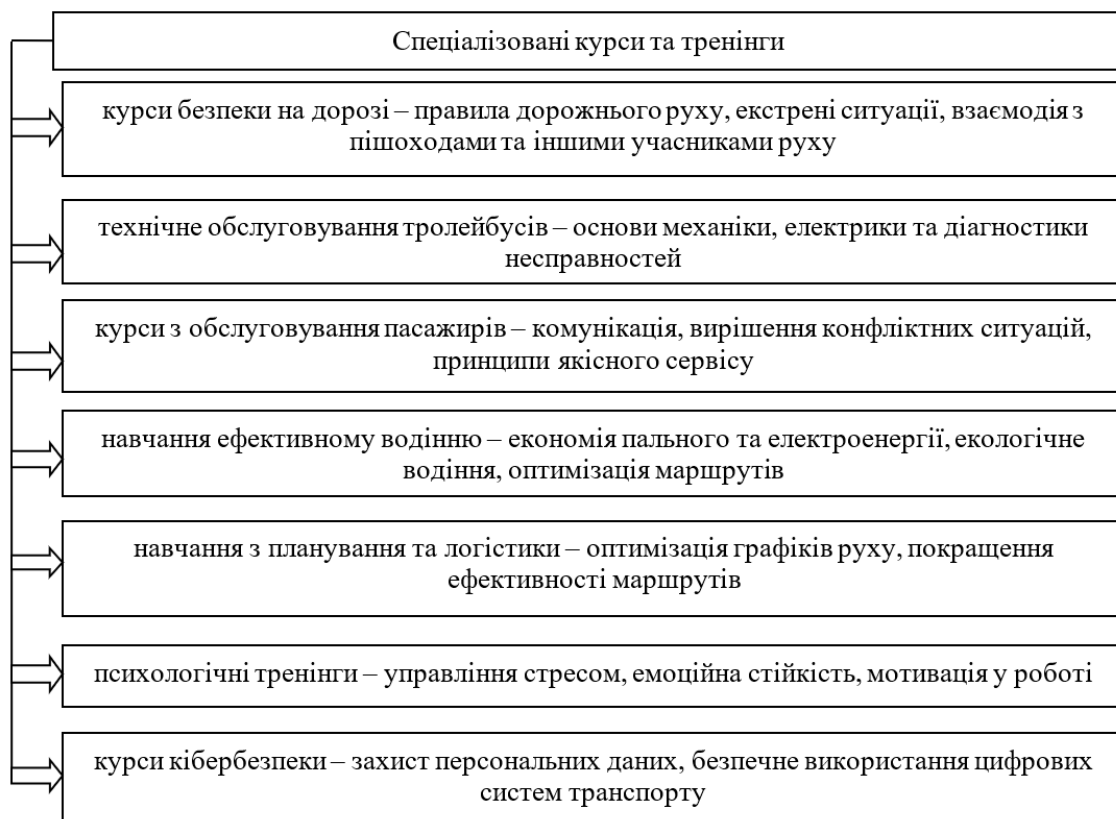 Спеціалізовані курси та тренінги
курси безпеки на дорозі – правила дорожнього руху, екстрені ситуації, взаємодія з
пішоходами та іншими учасниками руху
технічне обслуговування тролейбусів – основи механіки, електрики та діагностики
несправностей
курси з обслуговування пасажирів – комунікація, вирішення конфліктних ситуацій,
принципи якісного сервісу
навчання ефективному водінню – економія пального та електроенергії, екологічне
водіння, оптимізація маршрутів
навчання з планування та логістики – оптимізація графіків руху, покращення
ефективності маршрутів
психологічні тренінги – управління стресом, емоційна стійкість, мотивація у роботі
курси кібербезпеки – захист персональних даних, безпечне використання цифрових
систем транспорту